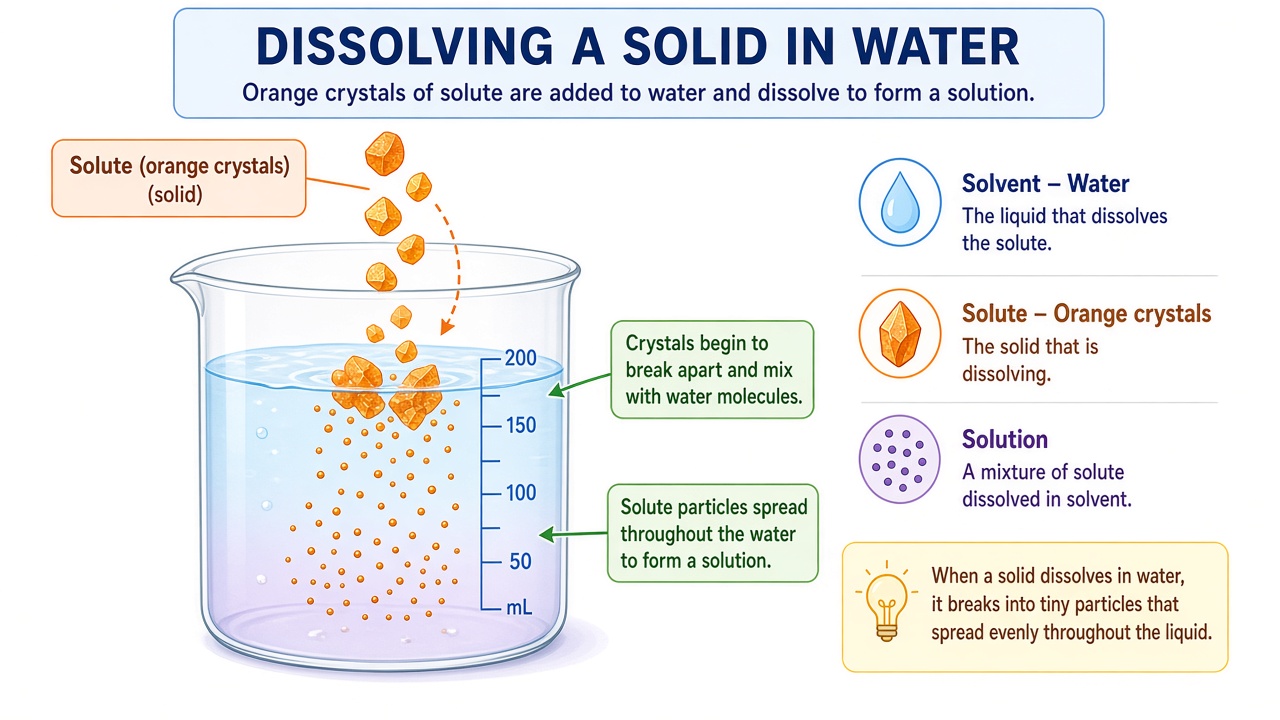 DISSOLVING A SOLID IN WATER
Orange crystals of solute are added to water and dissolve to form a solution.
Solute (orange crystals)
(solid)
200
150
100
50
mL
Crystals begin to
break apart and mix
with water molecules.
Solute particles spread
throughout the water
to form a solution.
Solvent – Water
The liquid that dissolves
the solute.
Solute – Orange crystals
The solid that is
dissolving.
Solution
A mixture of solute
dissolved in solvent.
When a solid dissolves in water,
it breaks into tiny particles that
spread evenly throughout the liquid.